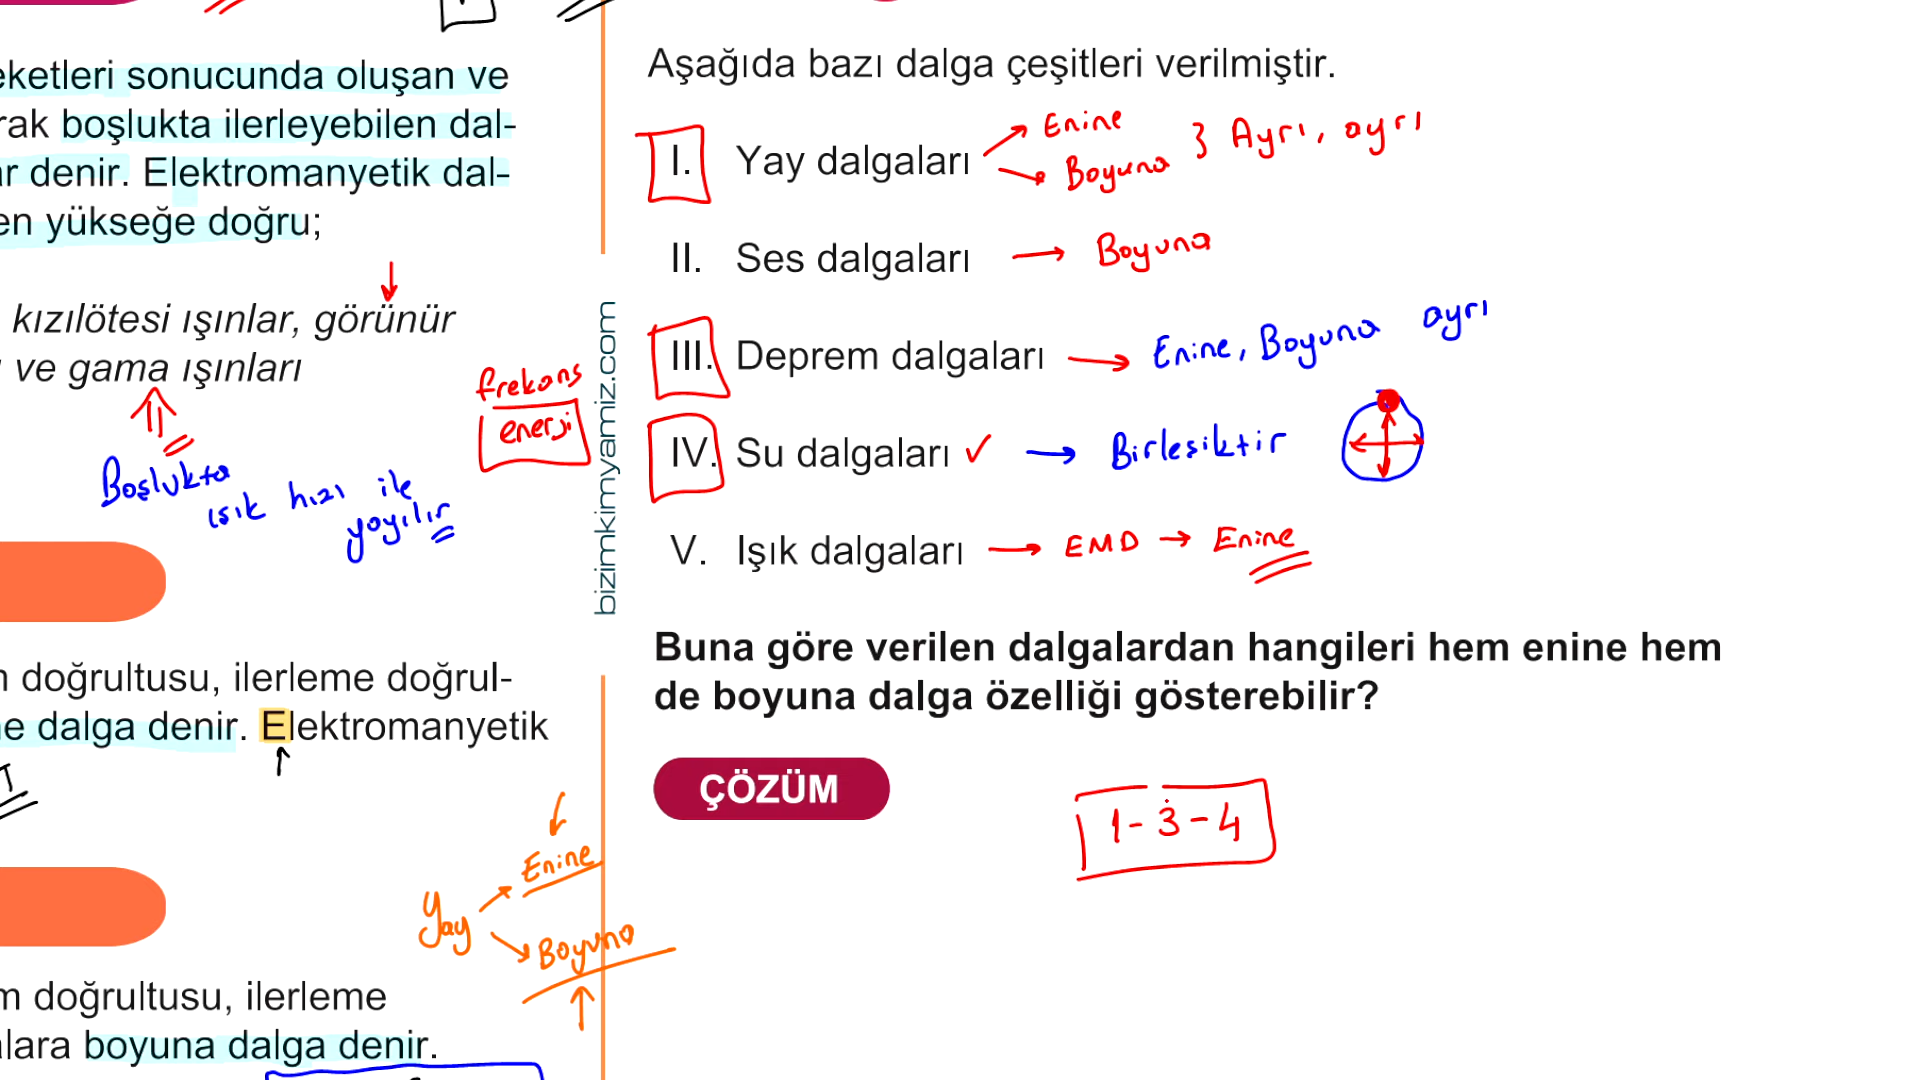 eketleri sonucunda oluşan ve
rak boşlukta ilerleyebilen dal-
ar denir. Elektromanyetik dal-
en yükseğe doğru;
kızılötesi ışınlar, görünür
ve gama ışınları
frekans
enerji
Boşlukta
ışık hızı ile
yayılır
doğrultusu, ilerleme doğrul-
ne dalga denir. Elektromanyetik
Enine
Yay
Boyuna
m doğrultusu, ilerleme
alara boyuna dalga denir.
bizimkimyamiz.com
Aşağıda bazı dalga çeşitleri verilmiştir.
I. Yay dalgaları Enine Boyuna } Ayrı, ayrı
II. Ses dalgaları → Boyuna
III. Deprem dalgaları → Enine, Boyuna ayrı
IV. Su dalgaları ✓ → Birleşiktir
V. Işık dalgaları → EMD → Enine
Buna göre verilen dalgalardan hangileri hem enine hem
de boyuna dalga özelliği gösterebilir?
ÇÖZÜM
1-3-4